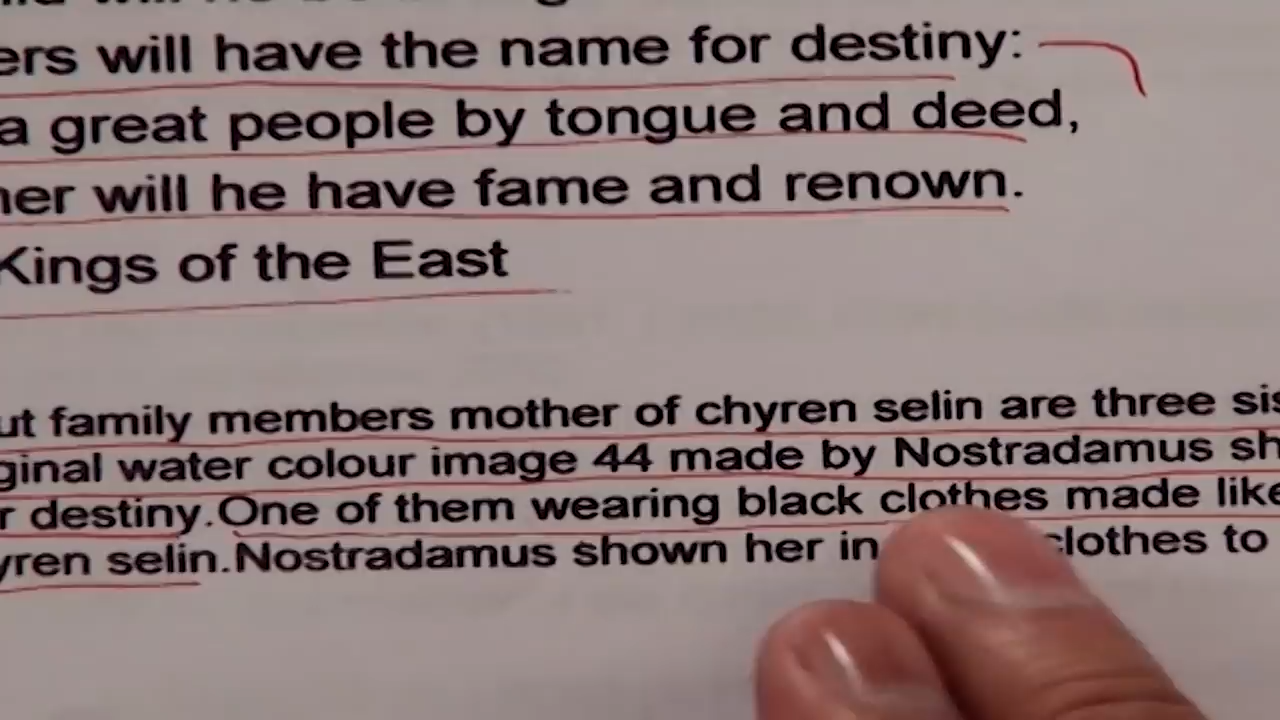 ers will have the name for destiny:
a great people by tongue and deed,
her will he have fame and renown.
Kings of the East
ut family members mother of chyren selin are three sis
ginal water colour image 44 made by Nostradamus sh
r destiny.One of them wearing black clothes made like
yren selin.Nostradamus shown her in clothes to